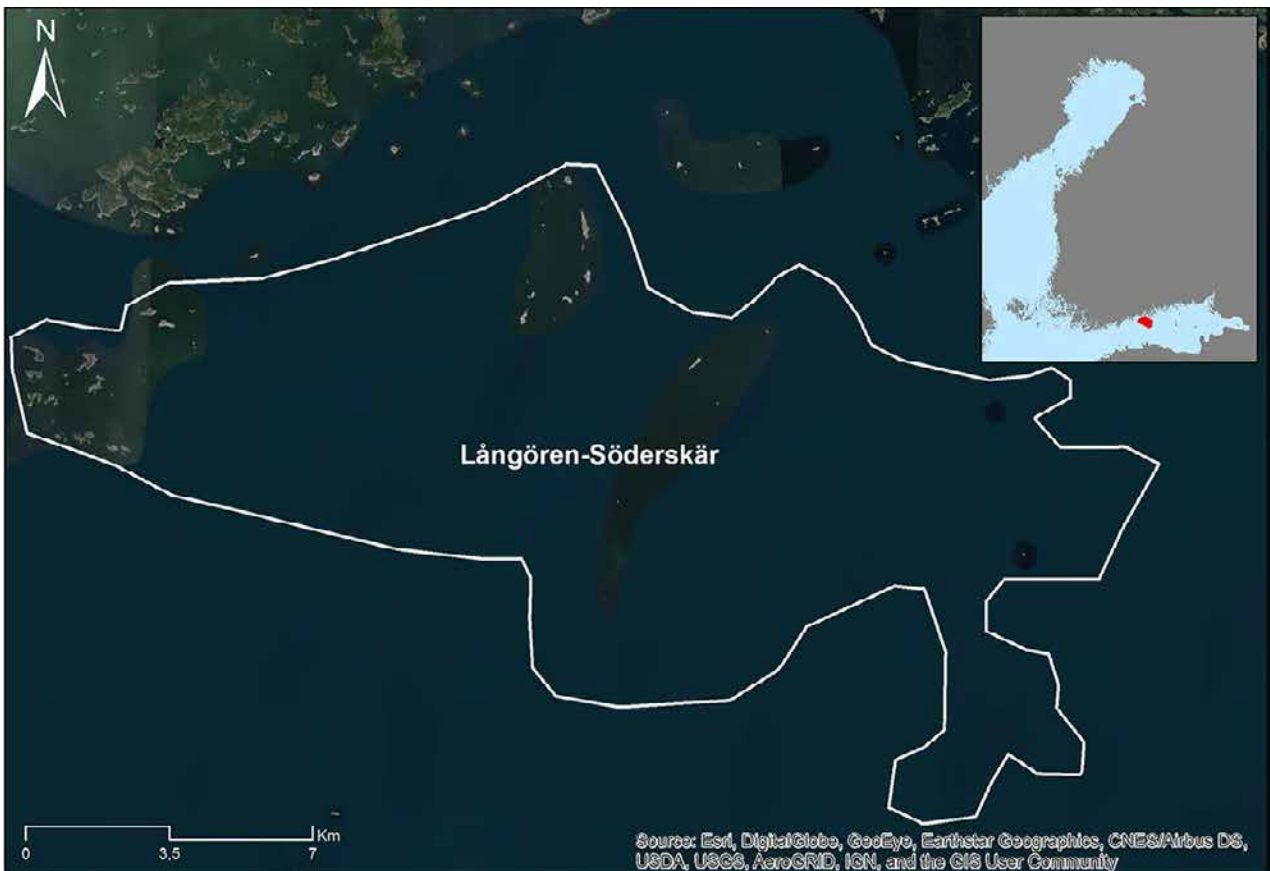 N
Långören-Söderskär
Km
0 3,5 7
Source: Esri, DigitalGlobe, GeoEye, Earthstar Geographics, CNES/Airbus DS,
USDA, USGS, AeroGRID, IGN, and the GIS User Community